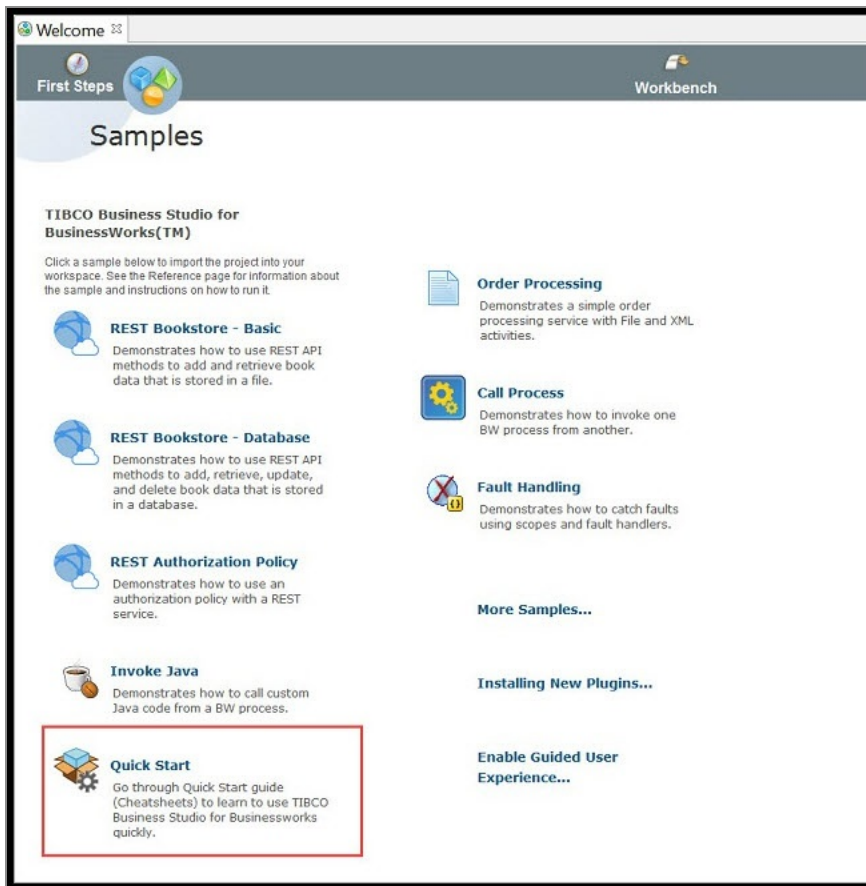 Welcome
First Steps
Workbench
Samples
TIBCO Business Studio for
BusinessWorks(TM)
Click a sample below to import the project into your
workspace. See the Reference page for information about
the sample and instructions on how to run it.
REST Bookstore - Basic
Demonstrates how to use REST API
methods to add and retrieve book
data that is stored in a file.
REST Bookstore - Database
Demonstrates how to use REST API
methods to add, retrieve, update,
and delete book data that is stored
in a database.
REST Authorization Policy
Demonstrates how to use an
authorization policy with a REST
service.
Invoke Java
Demonstrates how to call custom
Java code from a BW process.
Quick Start
Go through Quick Start guide
(Cheatsheets) to learn to use TIBCO
Business Studio for Businessworks
quickly.
Order Processing
Demonstrates a simple order
processing service with File and XML
activities.
Call Process
Demonstrates how to invoke one
BW process from another.
Fault Handling
Demonstrates how to catch faults
using scopes and fault handlers.
More Samples...
Installing New Plugins...
Enable Guided User
Experience...